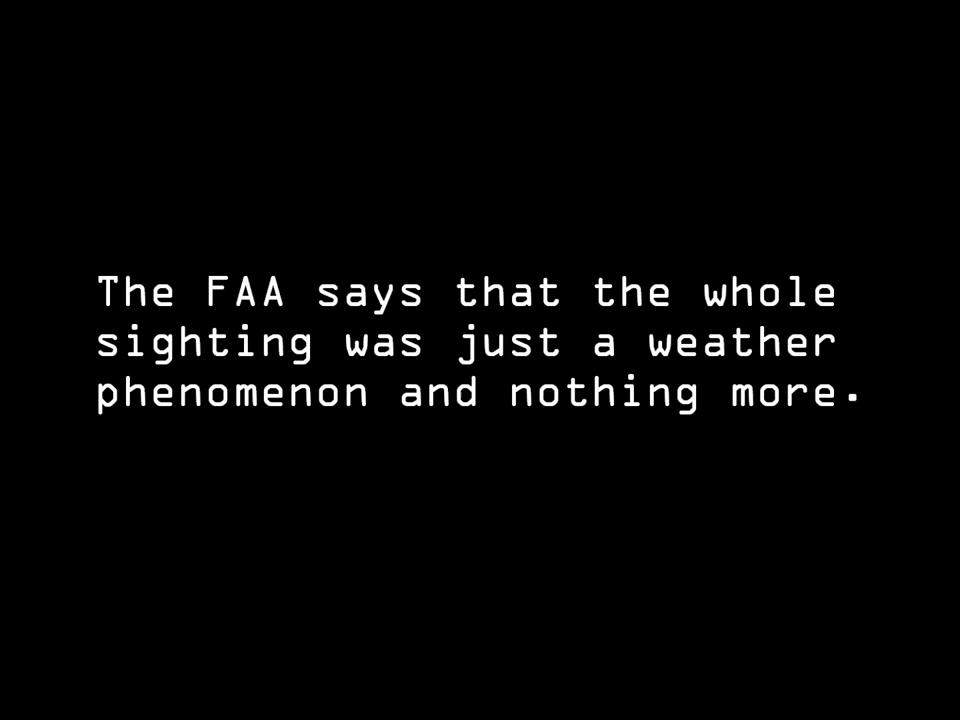 The FAA says that the whole
sighting was just a weather
phenomenon and nothing more.